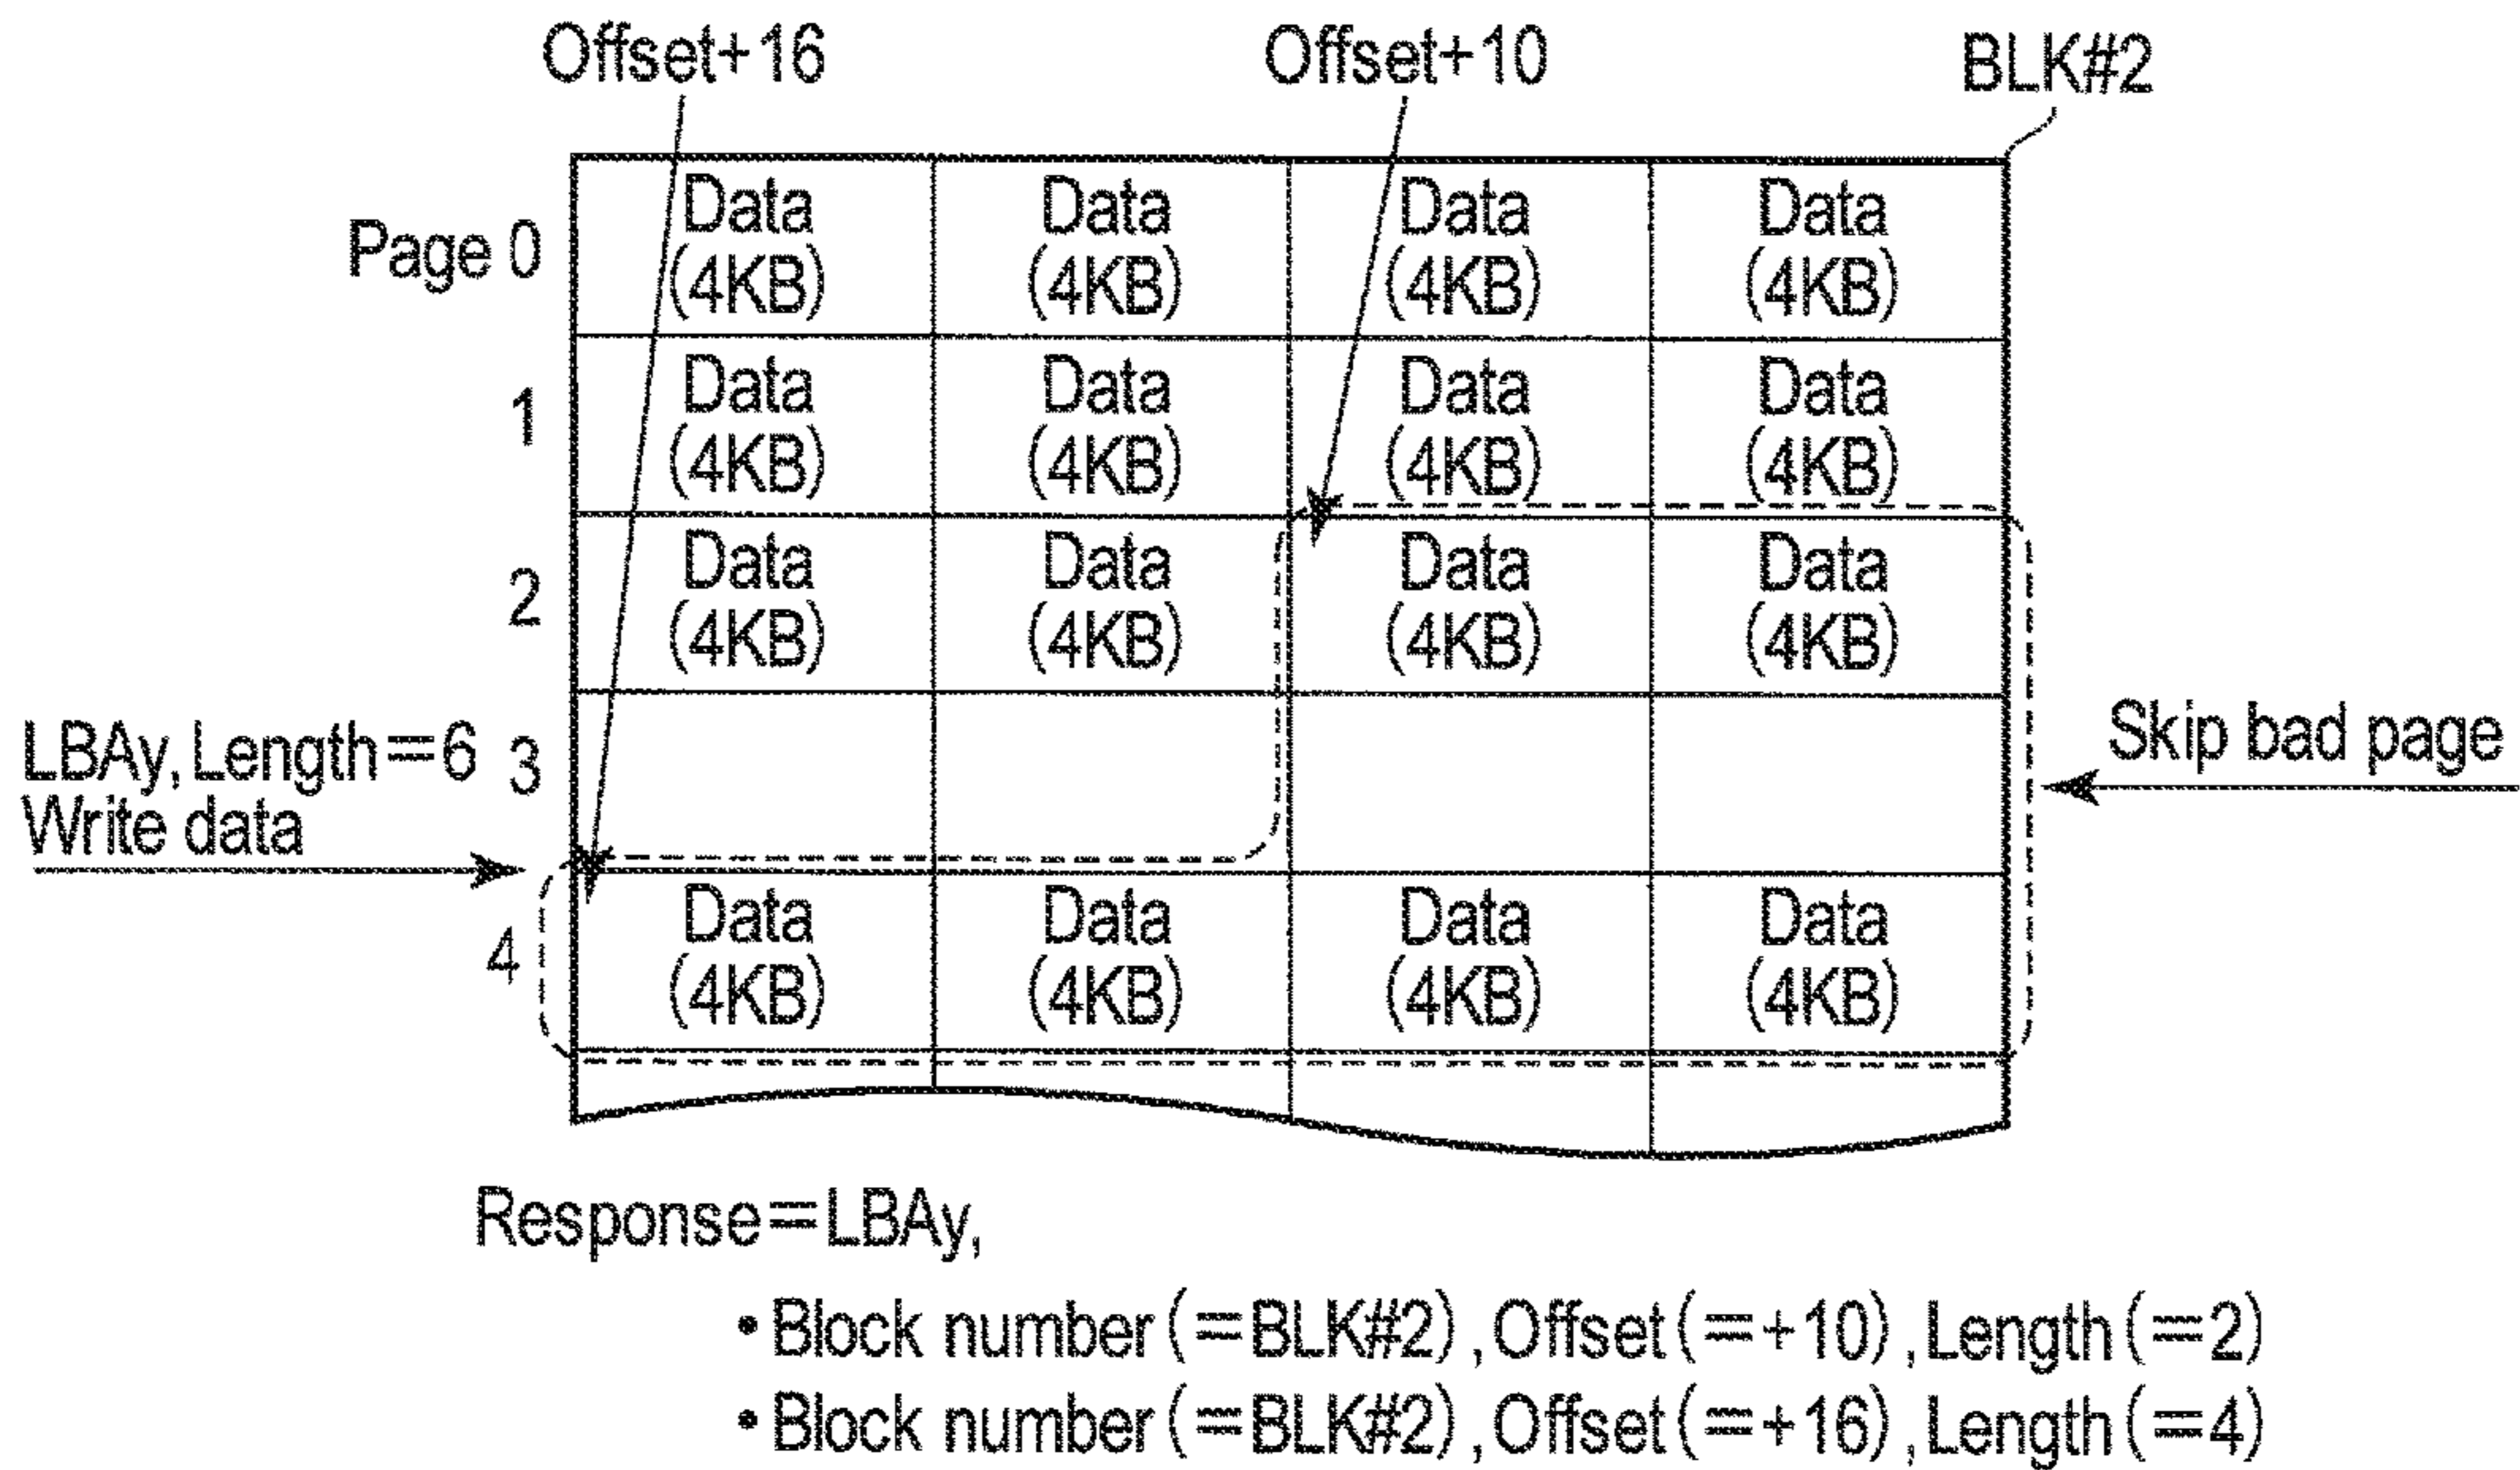 Offset+16 Offset+10 BLK#2
Data Data Data Data
Page 0 (4KB) (4KB) (4KB) (4KB)
Data Data Data Data
1 (4KB) (4KB) (4KB) (4KB)
Data Data Data Data
2 (4KB) (4KB) (4KB) (4KB)
LBAy, Length=6 3 Skip bad page
Write data
Data Data Data Data
4 (4KB) (4KB) (4KB) (4KB)
Response=LBAy,
• Block number (=BLK#2), Offset (=+10), Length (=2)
• Block number (=BLK#2), Offset (=+16), Length (=4)